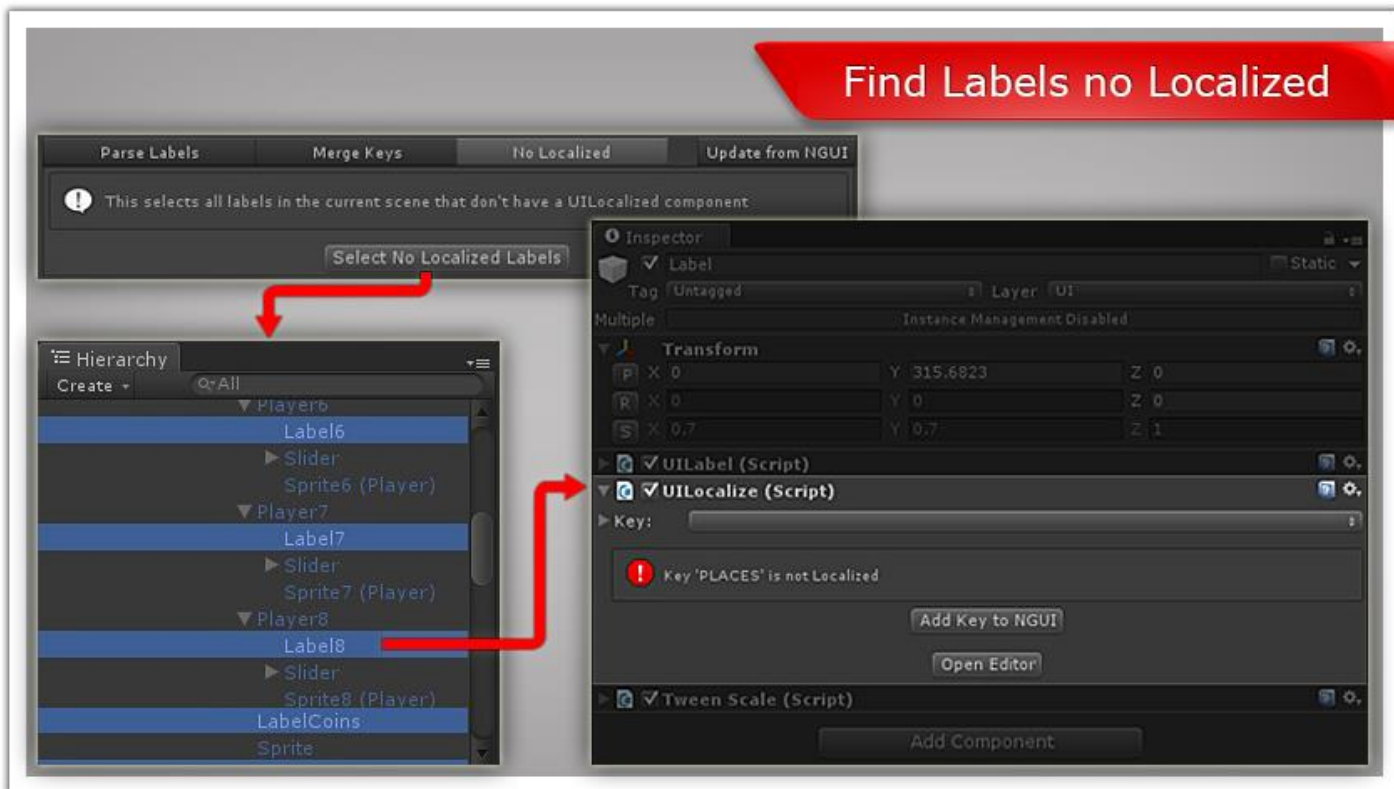 Find Labels no Localized
Parse Labels Merge Keys No Localized Update from NGUI
This selects all labels in the current scene that don't have a UILocalized component
Select No Localized Labels
Hierarchy
Create All
Player6
Label6
Slider
Sprite6 (Player)
Player7
Label7
Slider
Sprite7 (Player)
Player8
Label8
Slider
Sprite8 (Player)
LabelCoins
Sprite
Inspector
Label Static
Tag Untagged Layer UI
Multiple Instance Management Disabled
Transform
P X 0 Y 315.6823 Z 0
R X 0 Y 0 Z 0
S X 0.7 Y 0.7 Z 1
UILabel (Script)
UILocalize (Script)
Key:
Key 'PLACES' is not Localized
Add Key to NGUI
Open Editor
Tween Scale (Script)
Add Component